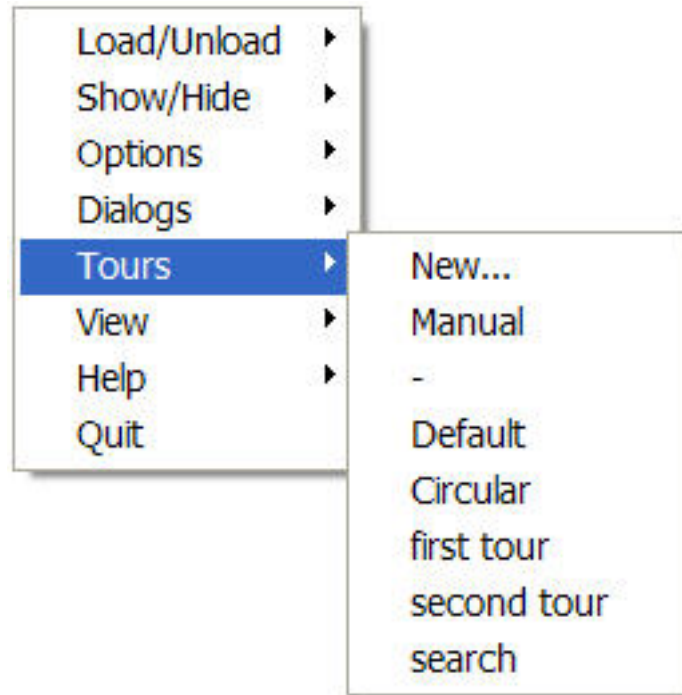 Load/Unload
Show/Hide
Options
Dialogs
Tours
View
Help
Quit
New...
Manual
-
Default
Circular
first tour
second tour
search